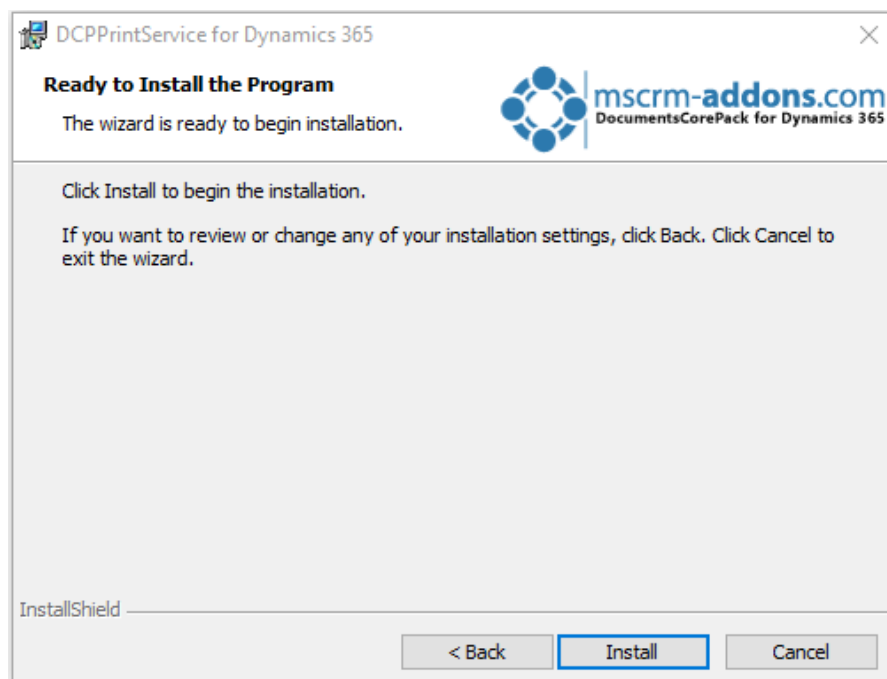 DCPPrintService for Dynamics 365
Ready to Install the Program
The wizard is ready to begin installation.
mscrm-addons.com
DocumentsCorePack for Dynamics 365
Click Install to begin the installation.
If you want to review or change any of your installation settings, click Back. Click Cancel to
exit the wizard.
InstallShield
< Back
Install
Cancel